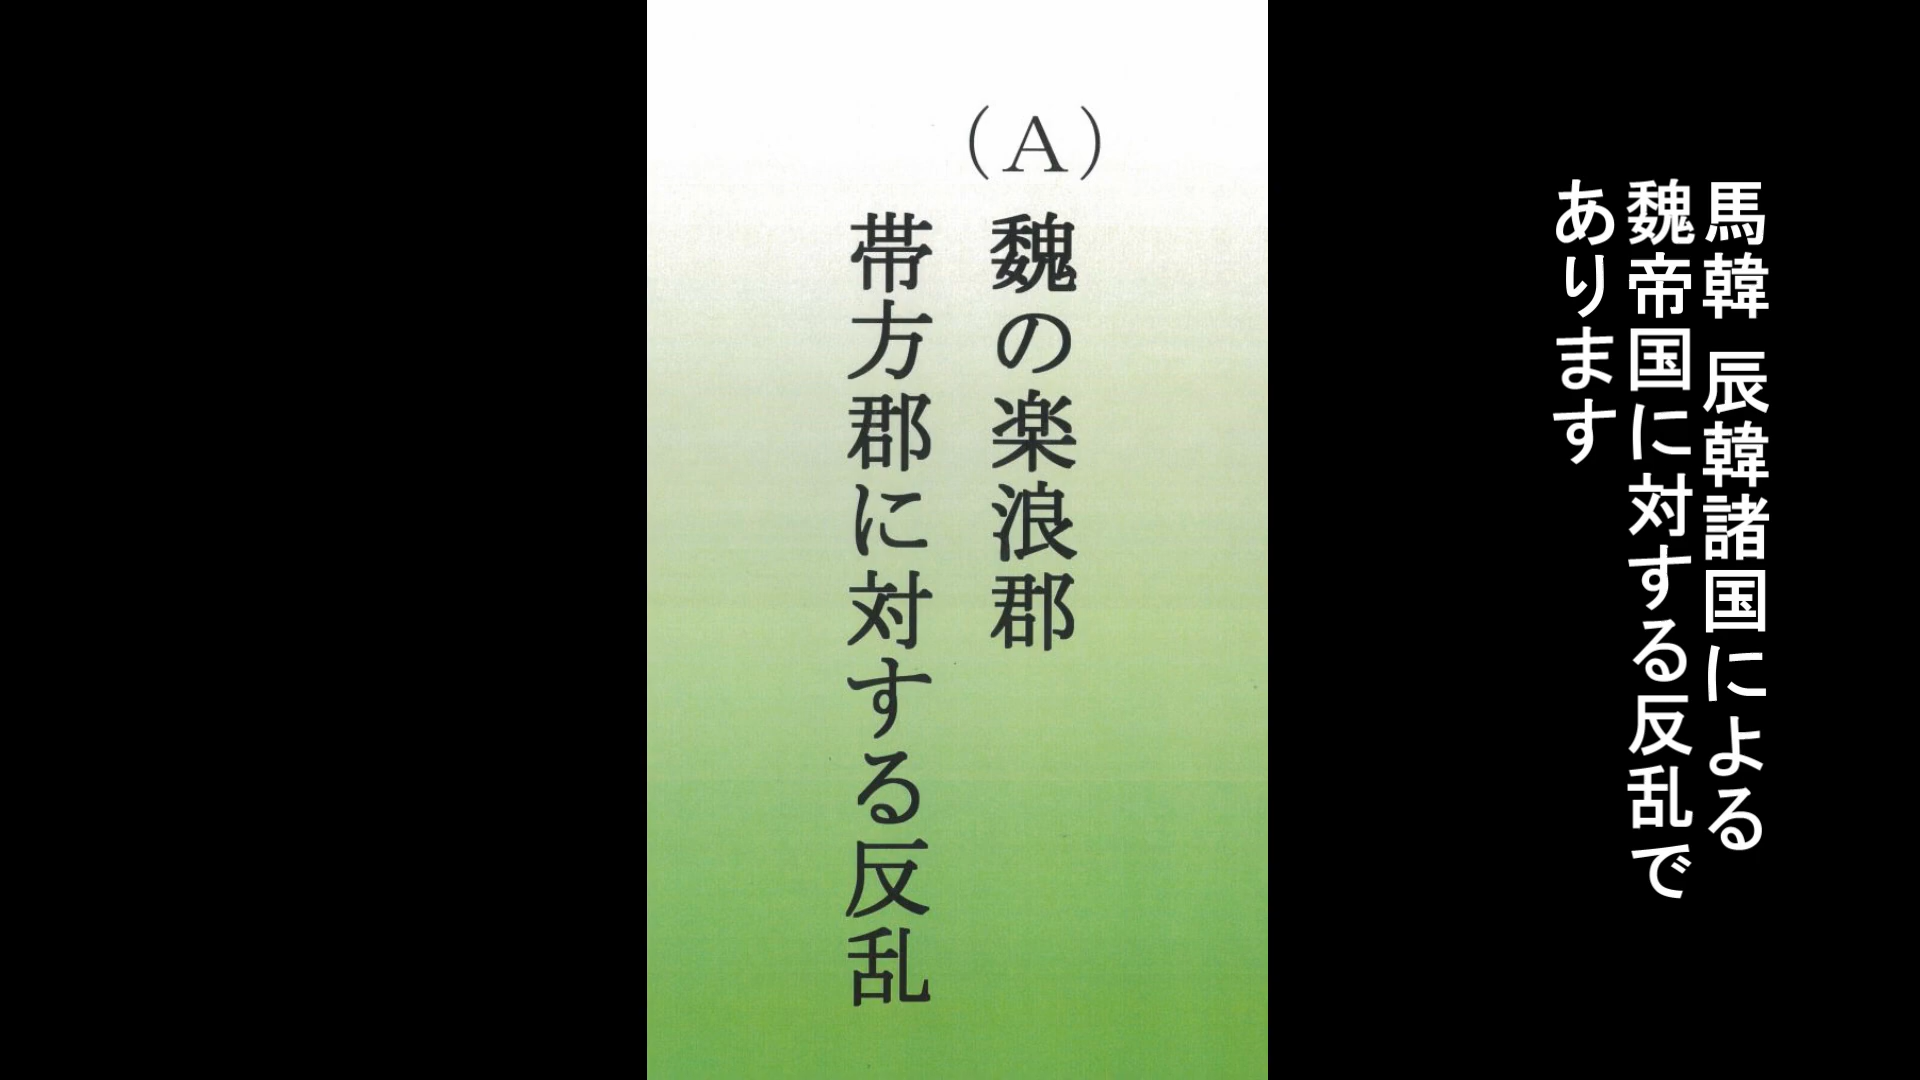 （Ａ）魏の楽浪郡
帯方郡に対する反乱
馬韓 辰韓諸国による
魏帝国に対する反乱で
あります